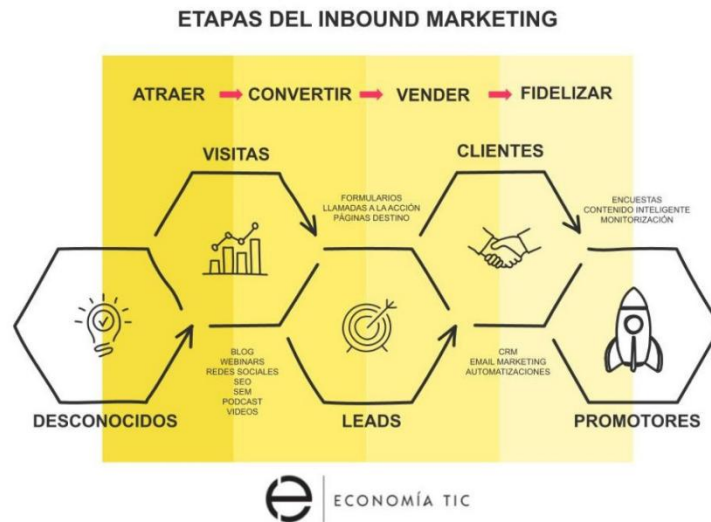 ETAPAS DEL INBOUND MARKETING
ATRAER CONVERTIR VENDER FIDELIZAR
VISITAS
CLIENTES
FORMULARIOS
LLAMADAS A LA ACCIÓN
PÁGINAS DESTINO
ENCUESTAS
CONTENIDO INTELIGENTE
MONITORIZACIÓN
BLOG
WEBINARS
REDES SOCIALES
SEO
SEM
PODCAST
VIDEOS
CRM
EMAIL MARKETING
AUTOMATIZACIONES
DESCONOCIDOS
LEADS
PROMOTORES
e ECONOMÍA TIC